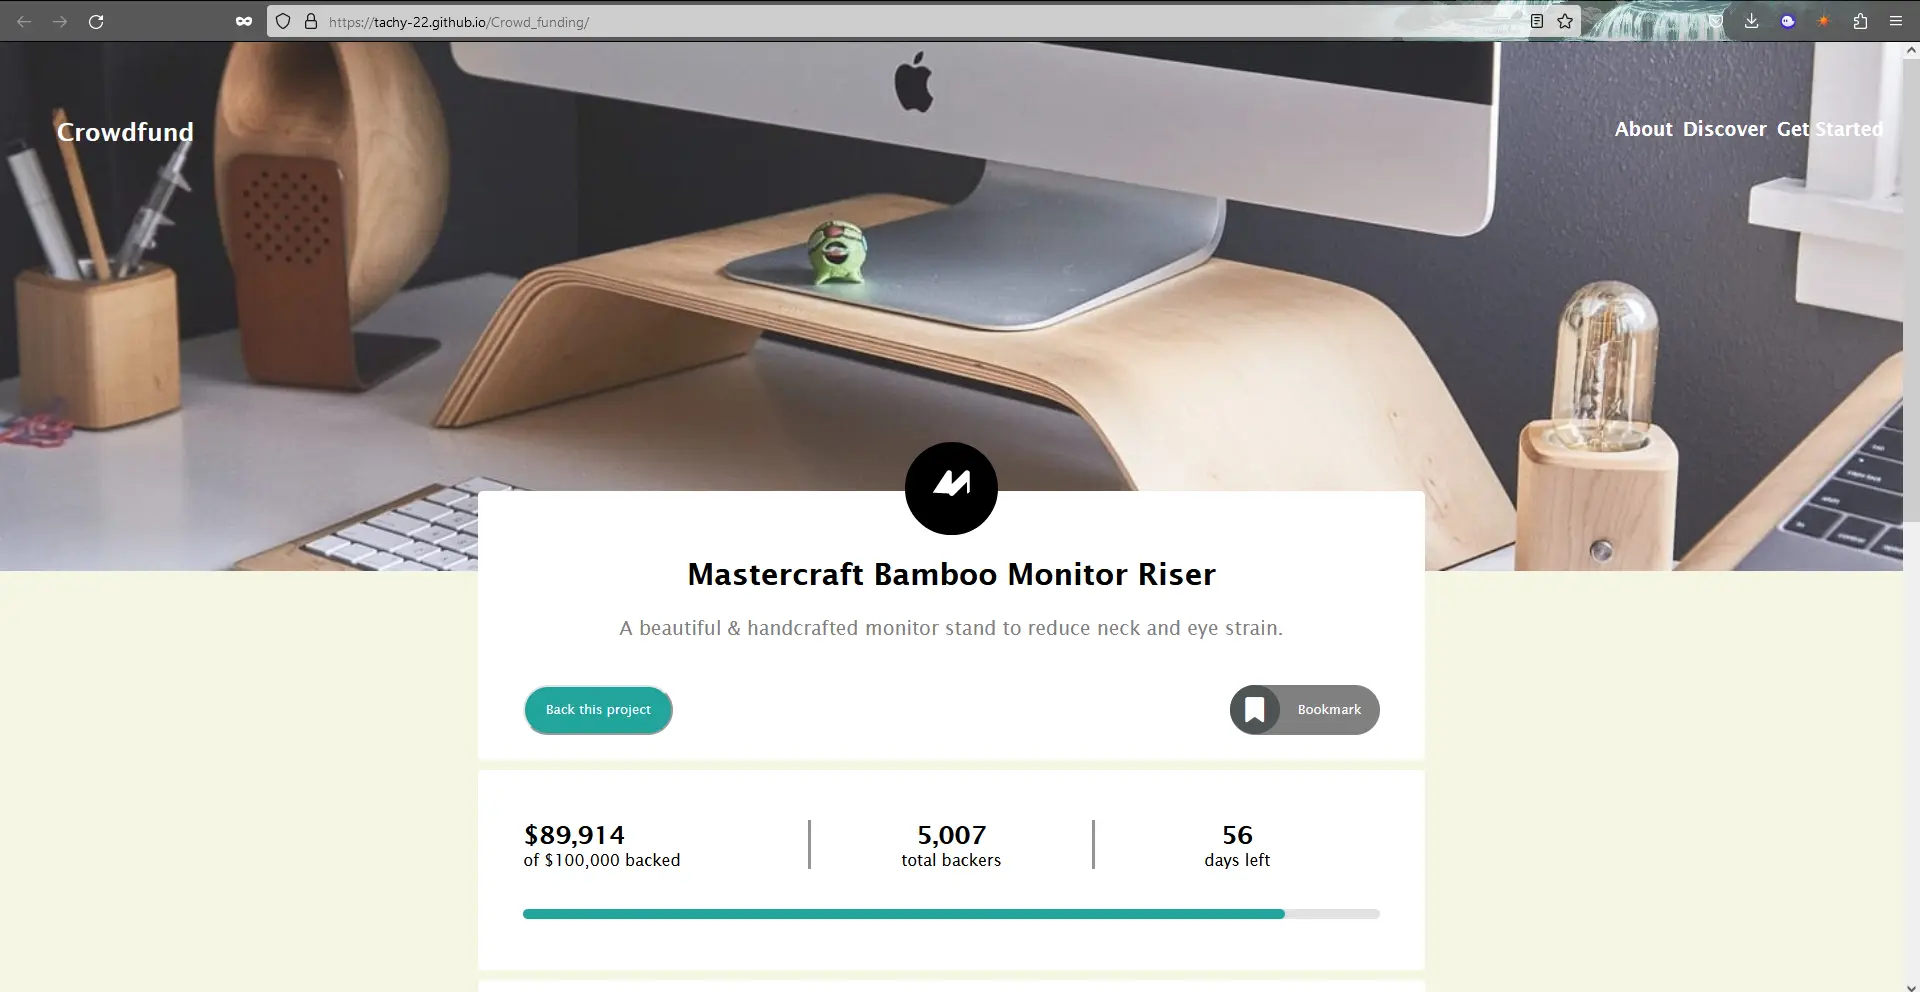 https://tachy-22.github.io/Crowd_funding/
Crowdfund
About Discover Get Started
Mastercraft Bamboo Monitor Riser
A beautiful & handcrafted monitor stand to reduce neck and eye strain.
Back this project
Bookmark
$89,914
of $100,000 backed
5,007
total backers
56
days left